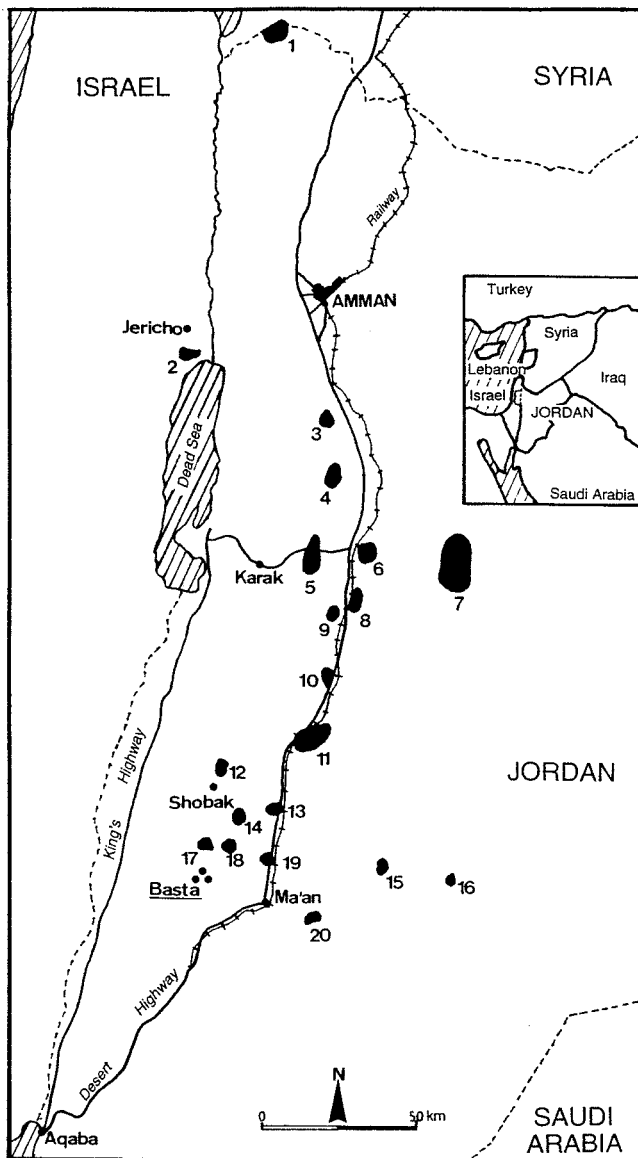 1
ISRAEL
SYRIA
Railway
AMMAN
Jericho
2
Dead Sea
3
4
Turkey
Syria
Lebanon
Iraq
Israel
JORDAN
Saudi Arabia
Karak
5
6
7
8
9
10
11
JORDAN
King's Highway
12
Shobak
13
14
17
18
19
15
16
Basta
Ma'an
20
Desert Highway
N
0
50 km
Aqaba
SAUDI
ARABIA